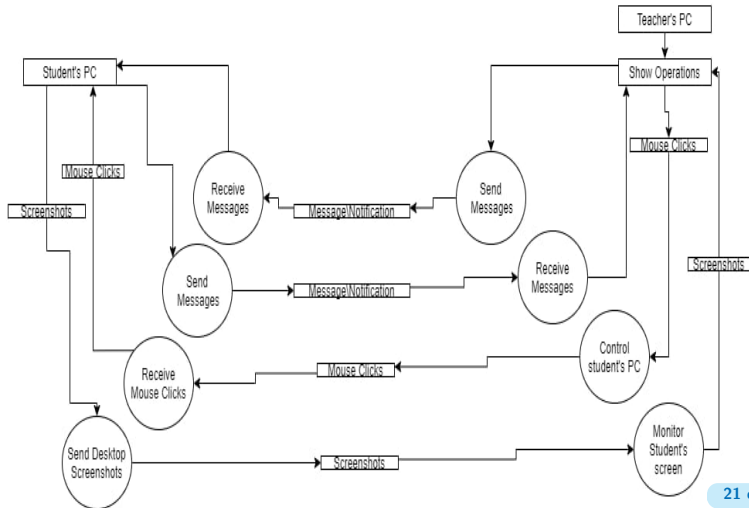 Teacher's PC
Student's PC
Show Operations
Mouse Clicks
Mouse Clicks
Receive
Messages
Send
Messages
Message\Notification
Screenshots
Screenshots
Send
Messages
Message\Notification
Receive
Messages
Receive
Mouse Clicks
Mouse Clicks
Control
student's PC
Send Desktop
Screenshots
Screenshots
Monitor
Student's
screen
21